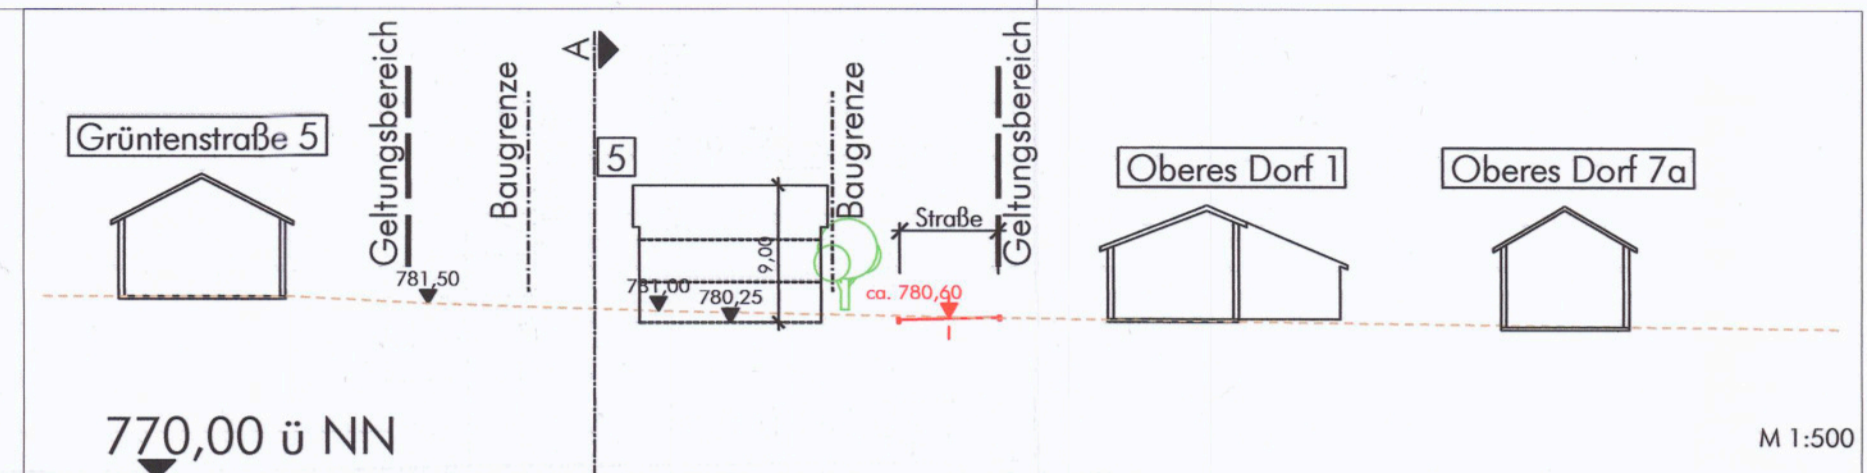 Grüntenstraße 5
Geltungsbereich
Baugrenze
A
5
Baugrenze
Straße
Geltungsbereich
Oberes Dorf 1
Oberes Dorf 7a
781,50
781,00
780,25
9,00
ca. 780,60
770,00 ü NN
M 1:500